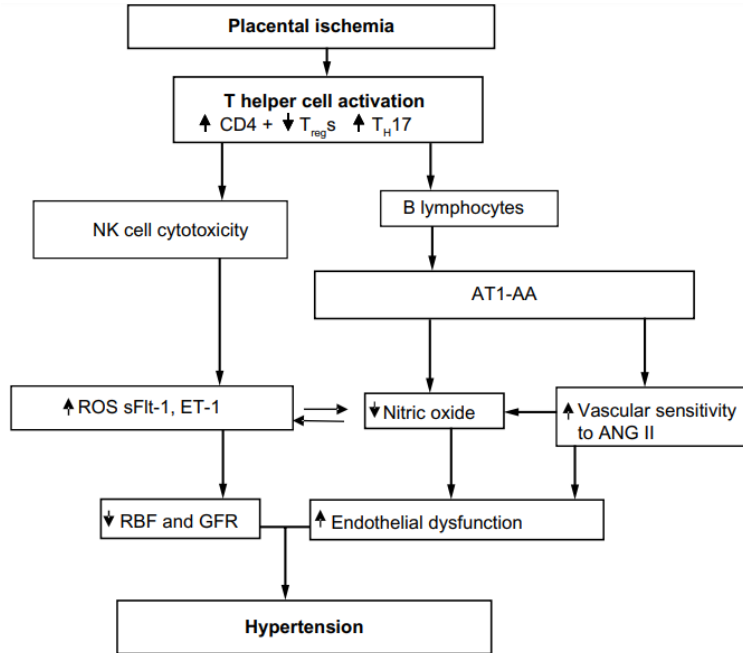 Placental ischemia
T helper cell activation
↑ CD4 + ↓ Tregs ↑ TH17
NK cell cytotoxicity
B lymphocytes
AT1-AA
↑ ROS sFlt-1, ET-1
↓ Nitric oxide
↑ Vascular sensitivity
to ANG II
↓ RBF and GFR
↑ Endothelial dysfunction
Hypertension